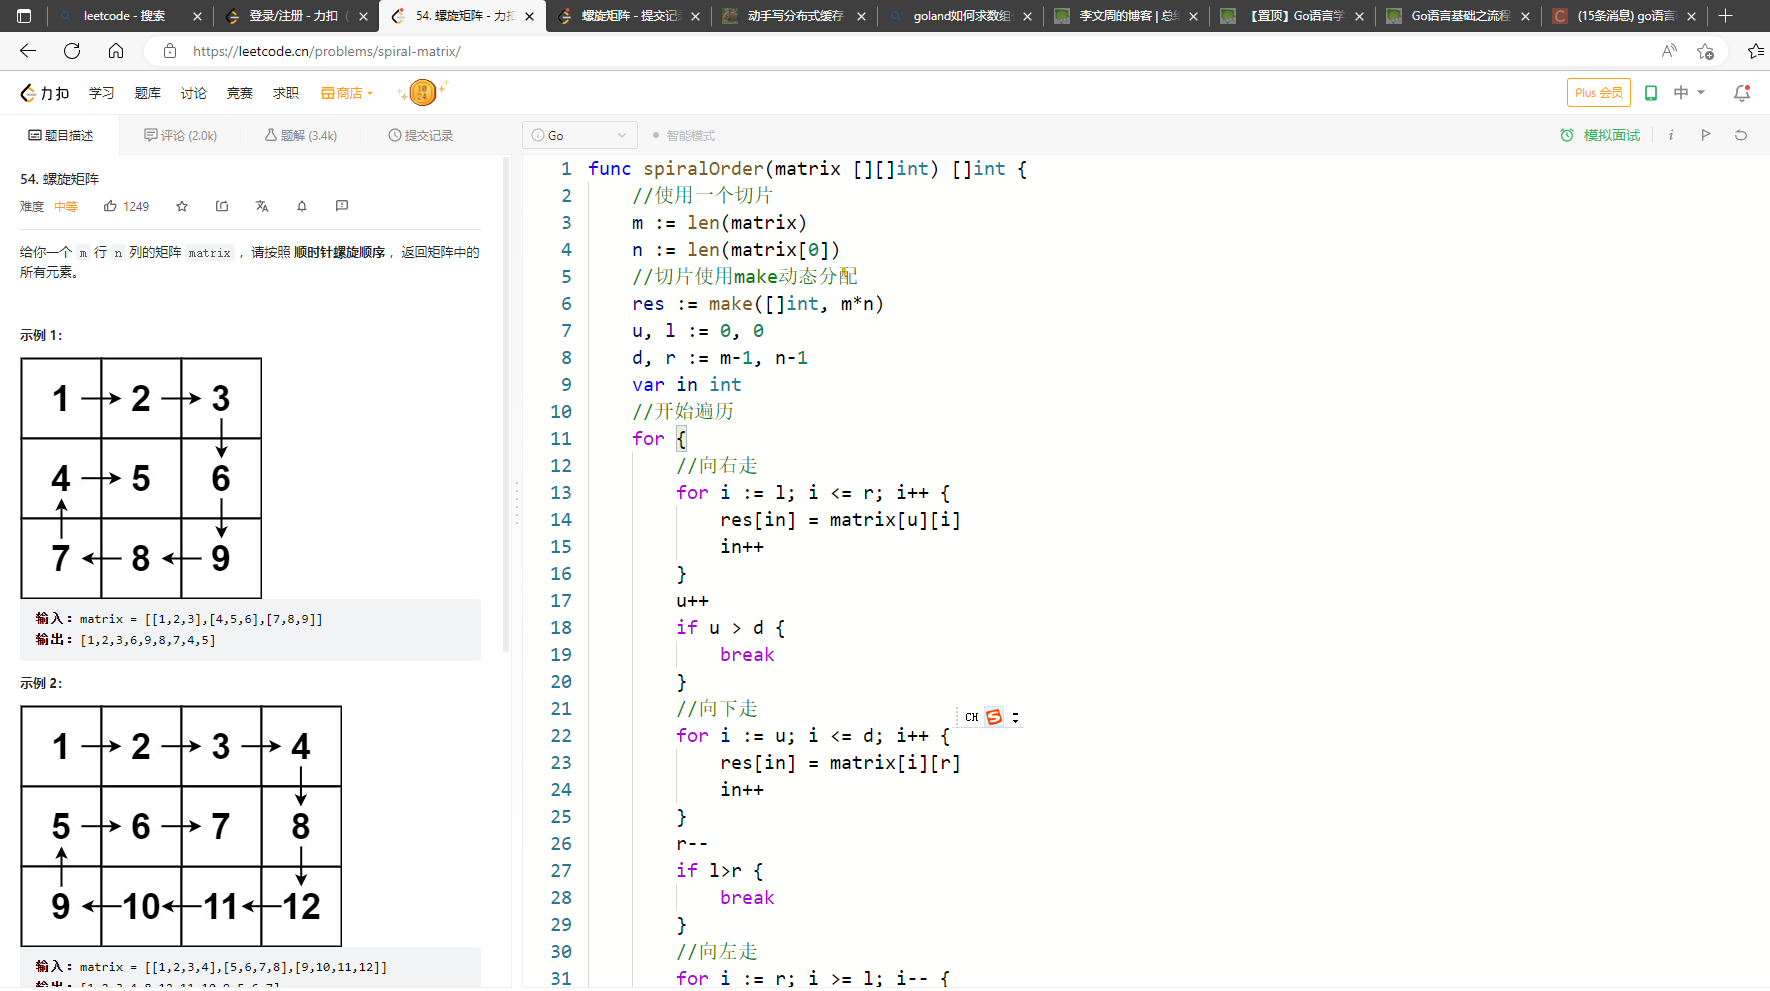 leetcode - 搜索
登录/注册 - 力扣
54. 螺旋矩阵 - 力扣
螺旋矩阵 - 提交记录
动手写分布式缓存
goland如何求数组
李文周的博客 | 总结
【置顶】Go语言学
Go语言基础之流程
(15条消息) go语言
https://leetcode.cn/problems/spiral-matrix/
力扣 学习 题库 讨论 竞赛 求职 商店 Plus 会员 中
题目描述 评论 (2.0k) 题解 (3.4k) 提交记录 Go 智能模式 模拟面试
54. 螺旋矩阵
难度 中等 1249
给你一个 m 行 n 列的矩阵 matrix ，请按照 顺时针螺旋顺序 ，返回矩阵中的
所有元素。
示例 1：
1 2 3
4 5 6
7 8 9
输入：matrix = [[1,2,3],[4,5,6],[7,8,9]]
输出：[1,2,3,6,9,8,7,4,5]
示例 2：
1 2 3 4
5 6 7 8
9 10 11 12
输入：matrix = [[1,2,3,4],[5,6,7,8],[9,10,11,12]]
输出：[1,2,3,4,8,12,11,10,9,5,6,7]
1 func spiralOrder(matrix [][]int) []int {
2 //使用一个切片
3 m := len(matrix)
4 n := len(matrix[0])
5 //切片使用make动态分配
6 res := make([]int, m*n)
7 u, l := 0, 0
8 d, r := m-1, n-1
9 var in int
10 //开始遍历
11 for {
12 //向右走
13 for i := l; i <= r; i++ {
14 res[in] = matrix[u][i]
15 in++
16 }
17 u++
18 if u > d {
19 break
20 }
21 //向下走
22 for i := u; i <= d; i++ {
23 res[in] = matrix[i][r]
24 in++
25 }
26 r--
27 if l>r {
28 break
29 }
30 //向左走
31 for i := r; i >= l; i-- {
CH